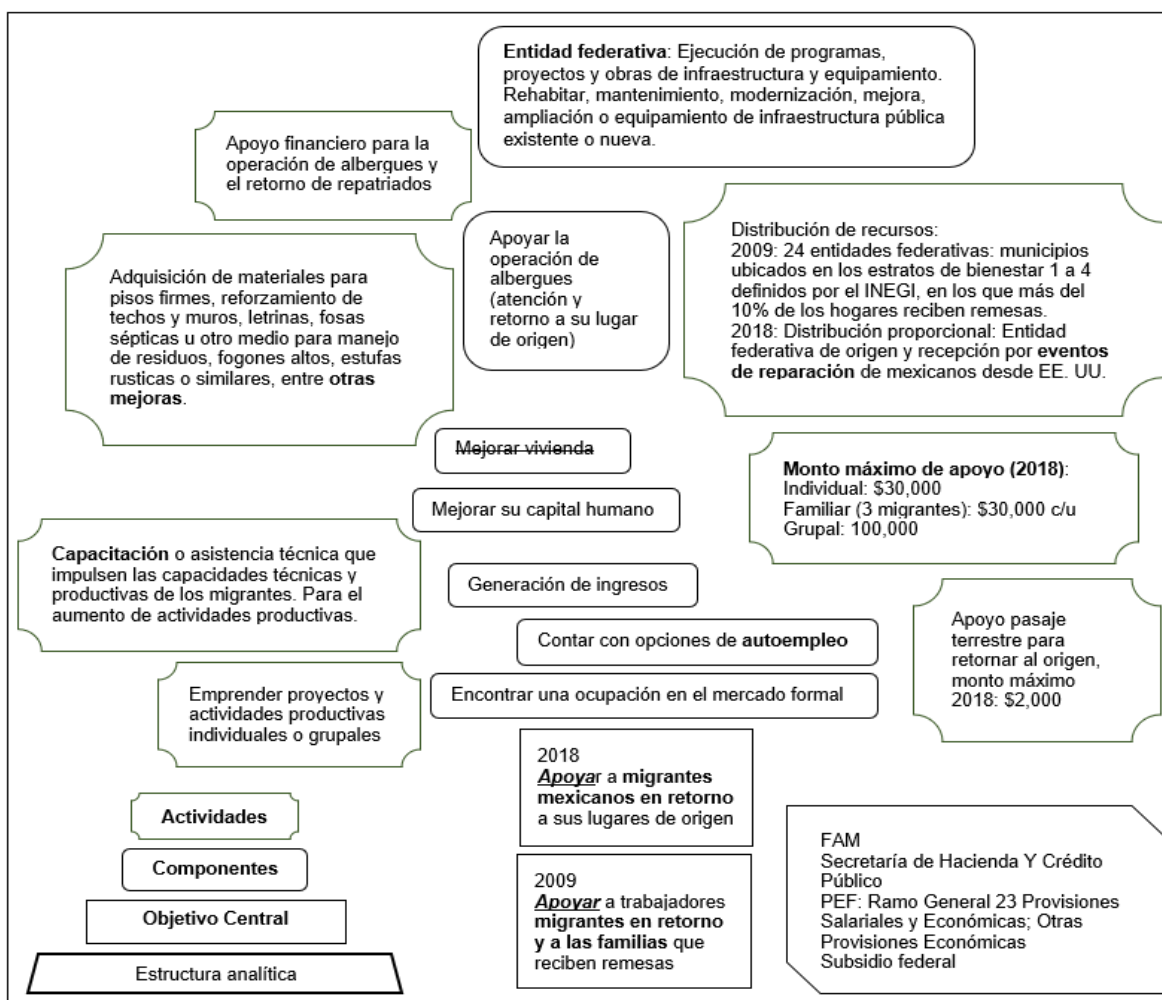 Entidad federativa: Ejecución de programas,
proyectos y obras de infraestructura y equipamiento.
Rehabitar, mantenimiento, modernización, mejora,
ampliación o equipamiento de infraestructura pública
existente o nueva.
Apoyo financiero para la
operación de albergues y
el retorno de repatriados
Apoyar la
operación de
albergues
(atención y
retorno a su lugar
de origen)
Distribución de recursos:
2009: 24 entidades federativas: municipios
ubicados en los estratos de bienestar 1 a 4
definidos por el INEGI, en los que más del
10% de los hogares reciben remesas.
2018: Distribución proporcional: Entidad
federativa de origen y recepción por eventos
de reparación de mexicanos desde EE. UU.
Adquisición de materiales para
pisos firmes, reforzamiento de
techos y muros, letrinas, fosas
sépticas u otro medio para manejo
de residuos, fogones altos, estufas
rusticas o similares, entre otras
mejoras.
Mejorar vivienda
Monto máximo de apoyo (2018):
Individual: $30,000
Familiar (3 migrantes): $30,000 c/u
Grupal: 100,000
Mejorar su capital humano
Capacitación o asistencia técnica que
impulsen las capacidades técnicas y
productivas de los migrantes. Para el
aumento de actividades productivas.
Generación de ingresos
Contar con opciones de autoempleo
Apoyo pasaje
terrestre para
retornar al origen,
monto máximo
2018: $2,000
Encontrar una ocupación en el mercado formal
Emprender proyectos y
actividades productivas
individuales o grupales
2018
Apoyar a migrantes
mexicanos en retorno
a sus lugares de origen
Actividades
Componentes
Objetivo Central
Estructura analítica
2009
Apoyar a trabajadores
migrantes en retorno
y a las familias que
reciben remesas
FAM
Secretaría de Hacienda Y Crédito
Público
PEF: Ramo General 23 Provisiones
Salariales y Económicas; Otras
Provisiones Económicas
Subsidio federal